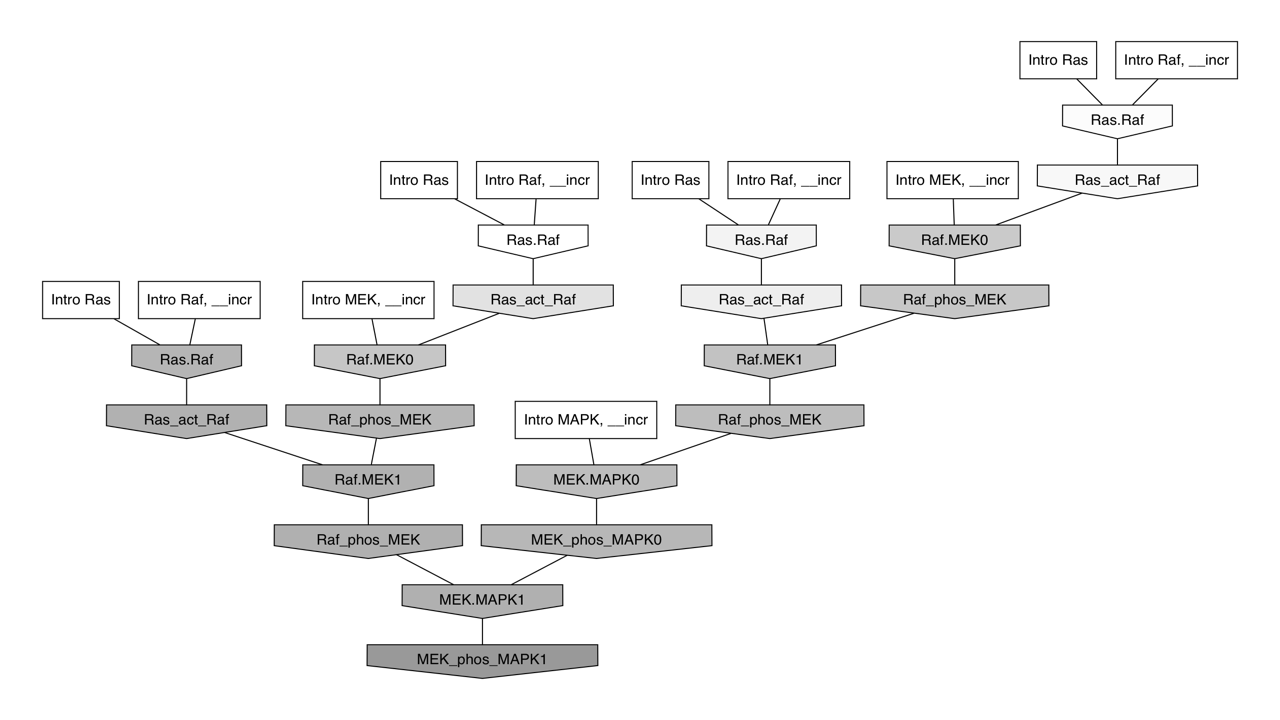 Intro Ras
Intro Raf, __incr
Ras.Raf
Intro Ras
Intro Raf, __incr
Intro Ras
Intro Raf, __incr
Intro MEK, __incr
Ras_act_Raf
Ras.Raf
Ras.Raf
Raf.MEK0
Intro Ras
Intro Raf, __incr
Intro MEK, __incr
Ras_act_Raf
Ras_act_Raf
Raf_phos_MEK
Ras.Raf
Raf.MEK0
Raf.MEK1
Ras_act_Raf
Raf_phos_MEK
Intro MAPK, __incr
Raf_phos_MEK
Raf.MEK1
MEK.MAPK0
Raf_phos_MEK
MEK_phos_MAPK0
MEK.MAPK1
MEK_phos_MAPK1